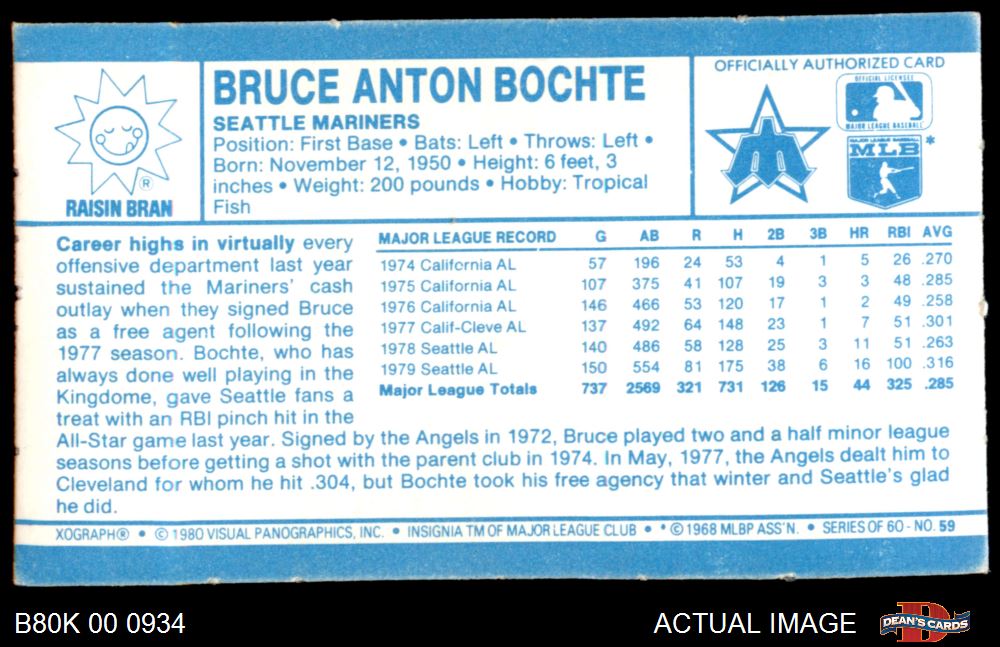 RAISIN BRAN
®
BRUCE ANTON BOCHTE
SEATTLE MARINERS
Position: First Base • Bats: Left • Throws: Left •
Born: November 12, 1950 • Height: 6 feet, 3
inches • Weight: 200 pounds • Hobby: Tropical
Fish
OFFICIALLY AUTHORIZED CARD
OFFICIAL LICENSEE
MAJOR LEAGUE BASEBALL
MAJOR LEAGUE BASEBALL
MLB *
Career highs in virtually every
offensive department last year
sustained the Mariners' cash
outlay when they signed Bruce
as a free agent following the
1977 season. Bochte, who has
always done well playing in the
Kingdome, gave Seattle fans a
treat with an RBI pinch hit in the
All-Star game last year. Signed by the Angels in 1972, Bruce played two and a half minor league
seasons before getting a shot with the parent club in 1974. In May, 1977, the Angels dealt him to
Cleveland for whom he hit .304, but Bochte took his free agency that winter and Seattle's glad
he did.
MAJOR LEAGUE RECORD G AB R H 2B 3B HR RBI AVG
1974 California AL 57 196 24 53 4 1 5 26 .270
1975 California AL 107 375 41 107 19 3 3 48 .285
1976 California AL 146 466 53 120 17 1 2 49 .258
1977 Calif-Cleve AL 137 492 64 148 23 1 7 51 .301
1978 Seattle AL 140 486 58 128 25 3 11 51 .263
1979 Seattle AL 150 554 81 175 38 6 16 100 .316
Major League Totals 737 2569 321 731 126 15 44 325 .285
XOGRAPH® • © 1980 VISUAL PANOGRAPHICS, INC. • INSIGNIA TM OF MAJOR LEAGUE CLUB • * © 1968 MLBP ASS'N. • SERIES OF 60 - NO. 59
B80K 00 0934
ACTUAL IMAGE
DEAN'S CARDS